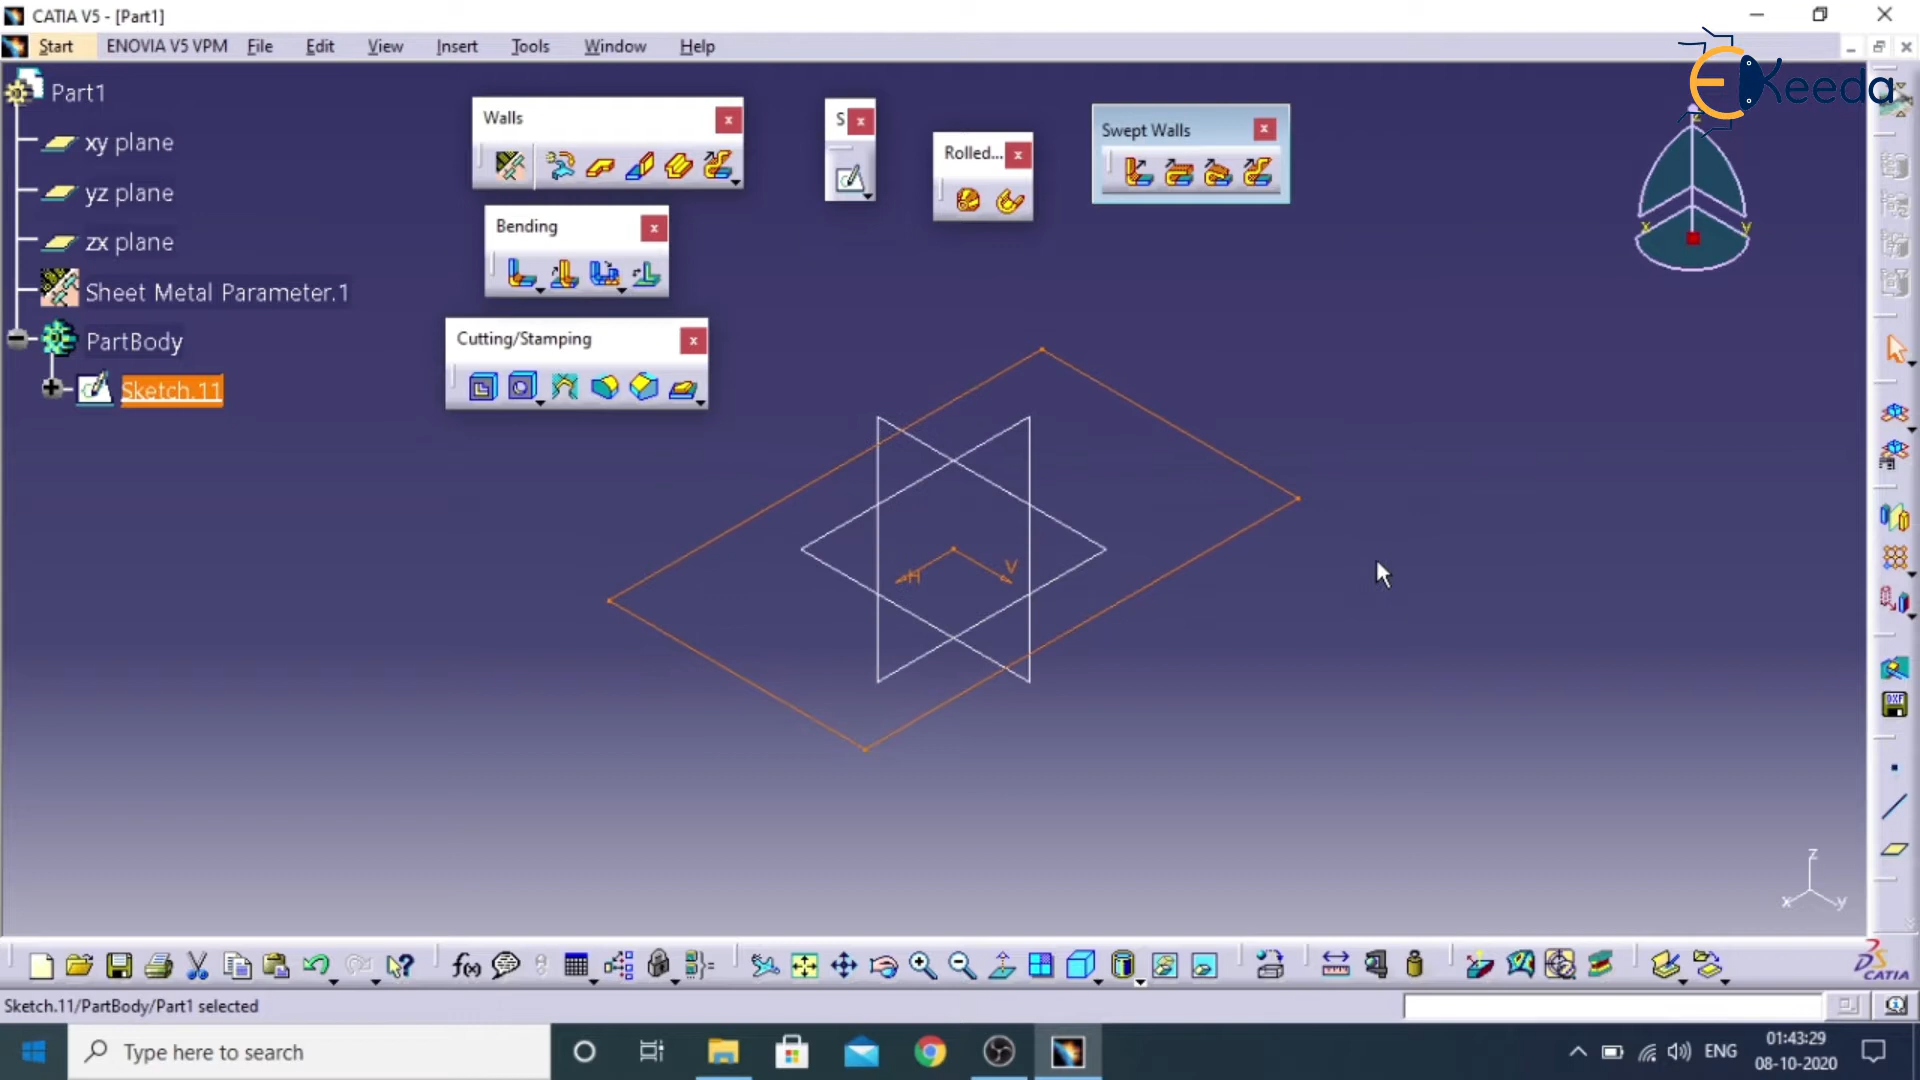 CATIA V5 - [Part1]
Start ENOVIA V5 VPM File Edit View Insert Tools Window Help
EKeeda
Part1
xy plane
yz plane
zx plane
Sheet Metal Parameter.1
PartBody
Sketch.11
Walls
S
Rolled...
Swept Walls
Bending
Cutting/Stamping
z
x
y
H
V
DXF
z
x y
f(x)
CATIA
Sketch.11/PartBody/Part1 selected
Type here to search
ENG
01:43:29
08-10-2020